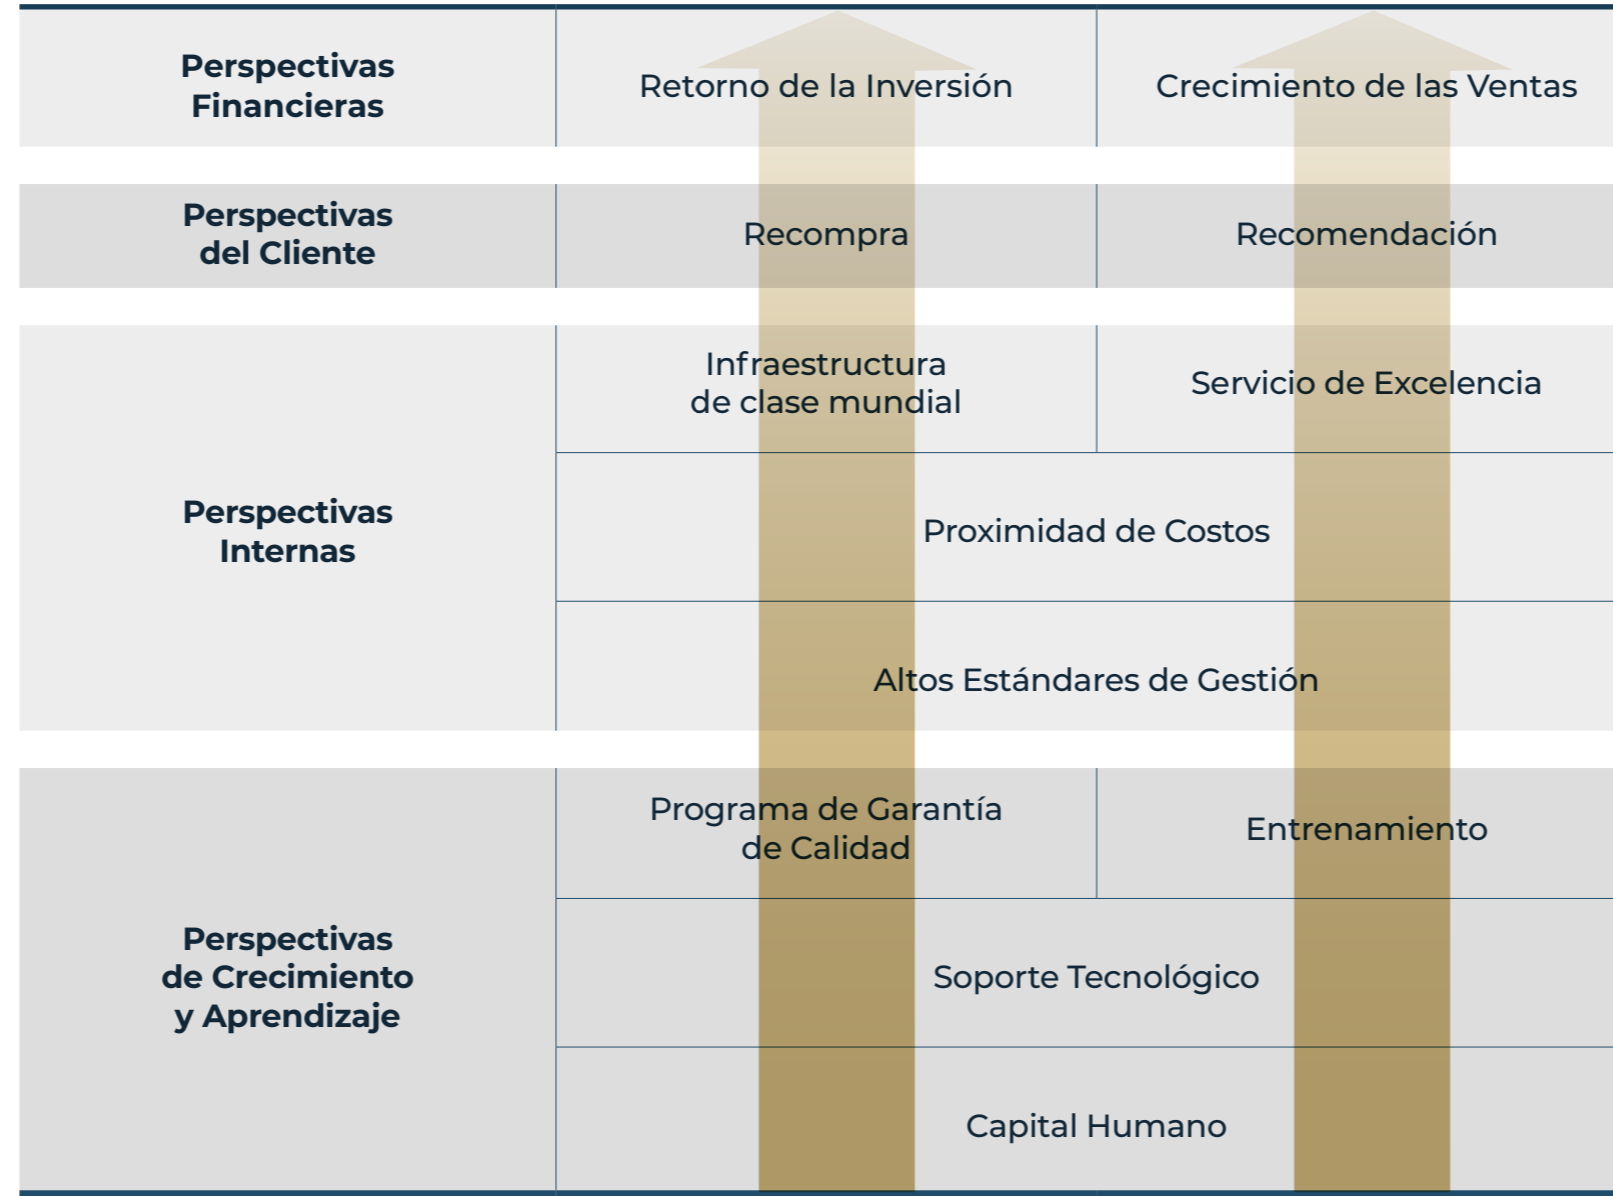 Perspectivas
Financieras
Retorno de la Inversión
Crecimiento de las Ventas
Perspectivas
del Cliente
Recompra
Recomendación
Perspectivas
Internas
Infraestructura
de clase mundial
Servicio de Excelencia
Proximidad de Costos
Altos Estándares de Gestión
Perspectivas
de Crecimiento
y Aprendizaje
Programa de Garantía
de Calidad
Entrenamiento
Soporte Tecnológico
Capital Humano